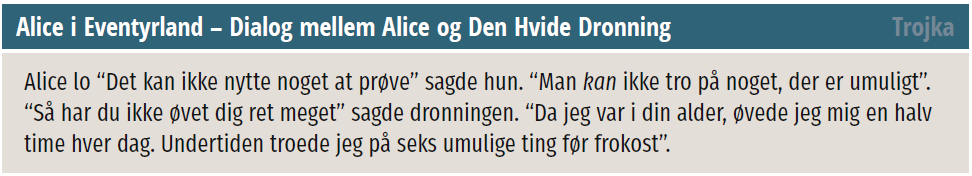 Alice i Eventyrland – Dialog mellem Alice og Den Hvide Dronning Trojka
Alice lo “Det kan ikke nytte noget at prøve” sagde hun. “Man kan ikke tro på noget, der er umuligt”.
“Så har du ikke øvet dig ret meget” sagde dronningen. “Da jeg var i din alder, øvede jeg mig en halv
time hver dag. Undertiden troede jeg på seks umulige ting før frokost”.